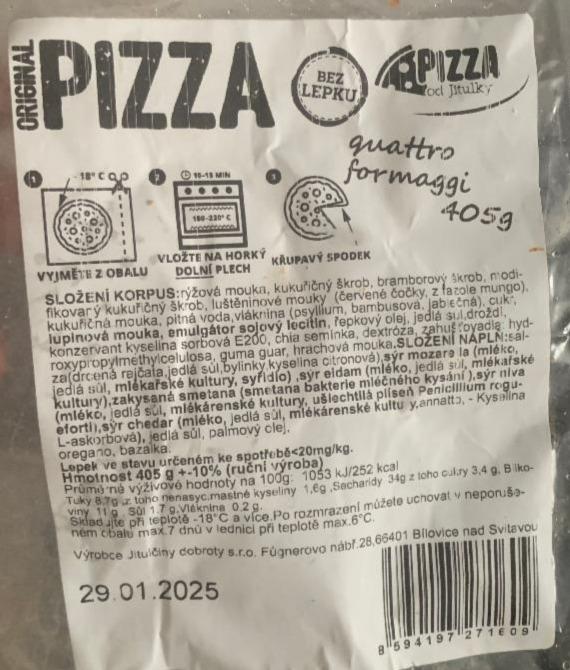 ORIGINAL
PIZZA
BEZ
LEPKU
PIZZA
od Jitulky
quattro
formaggi
405g
1
-18°C
2
10-15 MIN
180-220°C
3
VYJMĚTE Z OBALU
VLOŽTE NA HORKÝ
DOLNÍ PLECH
KŘUPAVÝ SPODEK
SLOŽENÍ KORPUS:rýžová mouka, kukuřičný škrob, bramborový škrob, modi-
fikovaný kukuřičný škrob, luštěninové mouky (červené čočky, z fazole mungo),
kukuřičná mouka, pitná voda,vláknina (psyllium, bambusová, jablečná), cukr,
lupinová mouka, emulgátor sojový lecitin, řepkový olej, jedlá sůl,droždí,
konzervant kyselina sorbová E200, chia semínka, dextróza, zahušťovadla: hyd-
roxypropylmethylcelulosa, guma guar, hrachová mouka.SLOŽENÍ NÁPLN:sal-
za(drcená rajčata,jedlá sůl,bylinky,kyselina citronová),sýr mozarela (mléko,
jedlá sůl, mlékařské kultury, syřidlo) ,sýr eidam (mléko, jedlá sůl, mlékařské
kultury),zakysaná smetana (smetana bakterie mléčného kysání ),sýr niva
(mléko, jedlá sůl, mlékárenské kultury, ušlechtilá plíseň Penicillium roqu-
eforti),sýr chedar (mléko, jedlá sůl, mlékárenské kultury,annatto, - Kyselina
L-askorbová), jedlá sůl, palmový olej.
oregano, bazalka.
Lepek ve stavu určeném ke spotřebě<20mg/kg.
Hmotnost 405 g +-10% (ruční výroba)
Průměrné výživové hodnoty na 100g: 1053 kJ/252 kcal
Tuky 8,7g ,z toho nenasyc.mastné kyseliny 1,6g ,Sacharidy 34g z toho cukry 3,4 g, Bílko-
viny 11 g Sůl 1,7 g,Vláknina 0,2 g.
Skladujte při teplotě -18°C a více.Po rozmrazení můžete uchovat v neporuše-
ném obalu max.7 dnů v lednici při teplotě max.6°C.
Výrobce Jitulčiny dobroty s.r.o. Fügnerovo nábř.28,66401 Bílovice nad Svitavou
29.01.2025
8 594197 271609